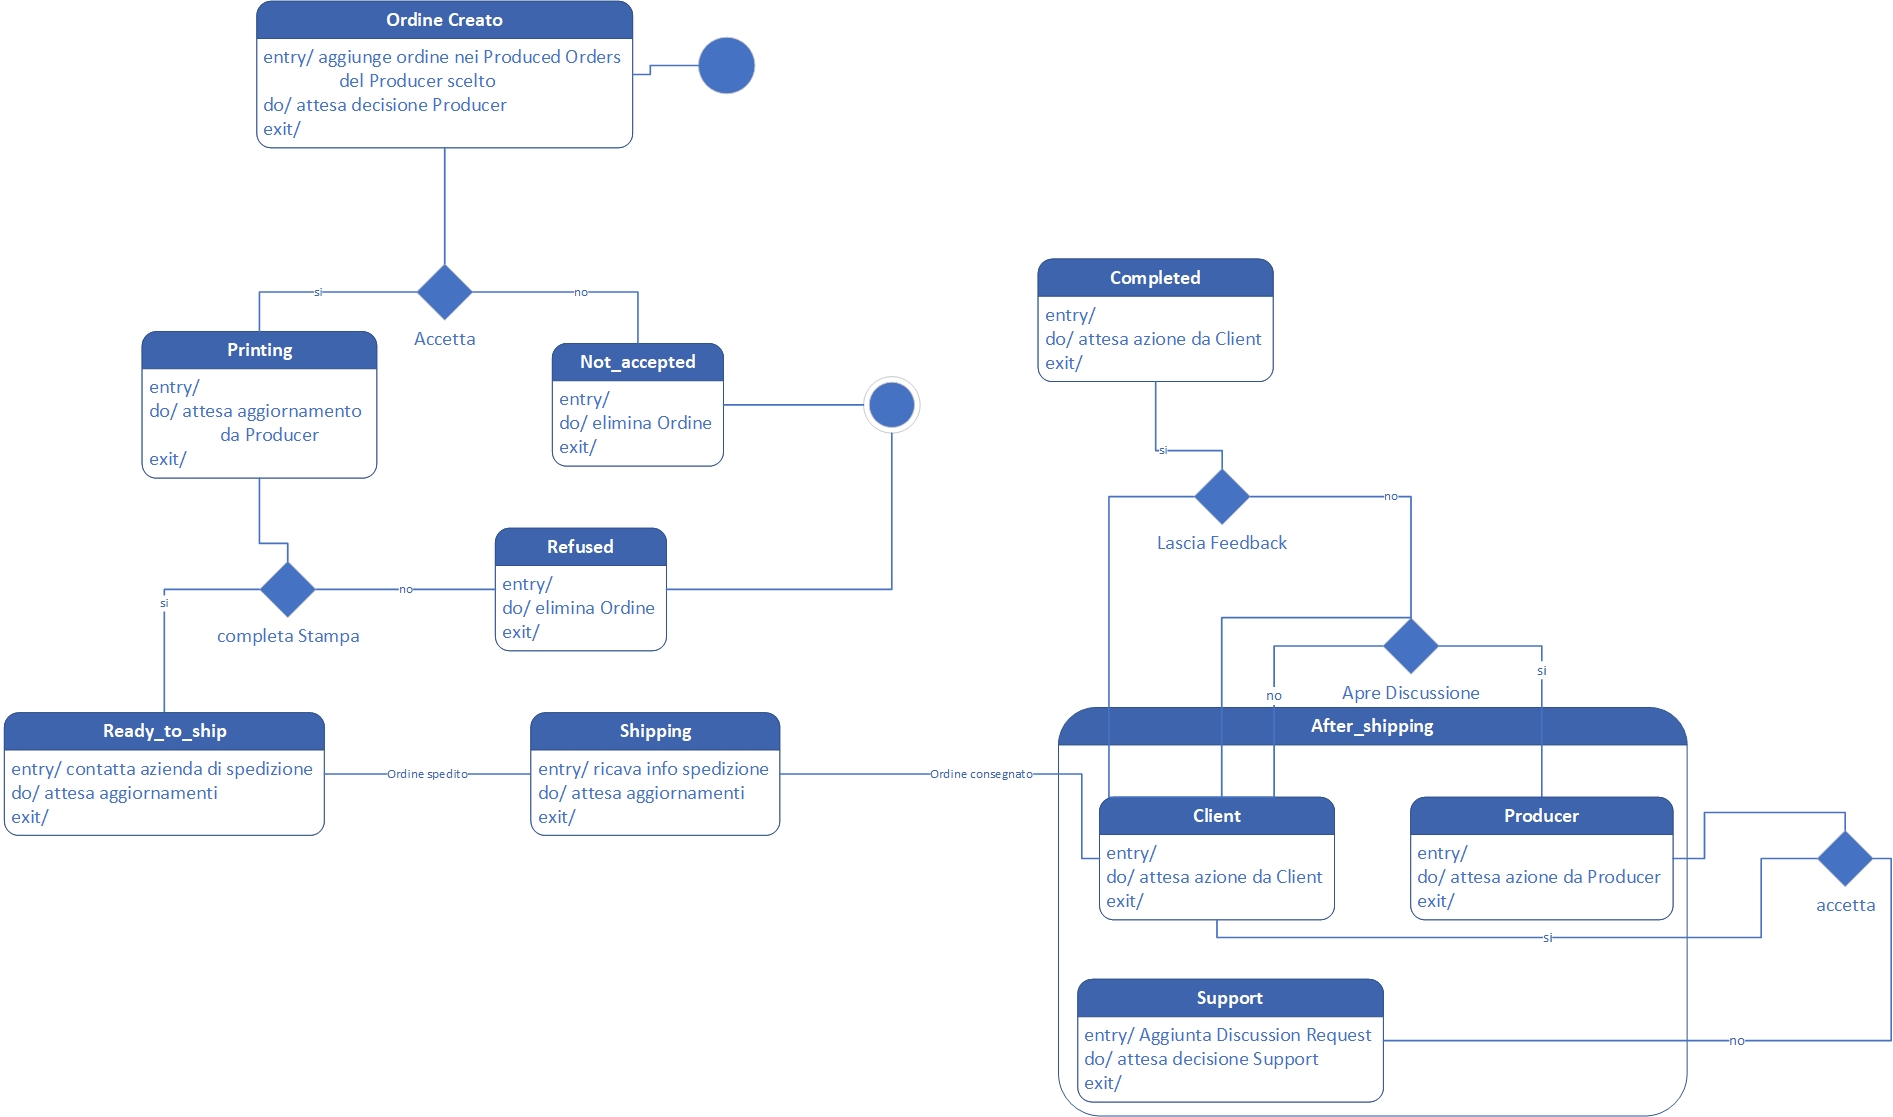 Ordine Creato
entry/ aggiunge ordine nei Produced Orders
del Producer scelto
do/ attesa decisione Producer
exit/
si
no
Accetta
Printing
entry/
do/ attesa aggiornamento
da Producer
exit/
Not_accepted
entry/
do/ elimina Ordine
exit/
si
no
completa Stampa
Refused
entry/
do/ elimina Ordine
exit/
Ready_to_ship
entry/ contatta azienda di spedizione
do/ attesa aggiornamenti
exit/
Ordine spedito
Shipping
entry/ ricava info spedizione
do/ attesa aggiornamenti
exit/
Ordine consegnato
Completed
entry/
do/ attesa azione da Client
exit/
si
no
Lascia Feedback
no
si
Apre Discussione
After_shipping
Client
entry/
do/ attesa azione da Client
exit/
Producer
entry/
do/ attesa azione da Producer
exit/
accetta
si
Support
entry/ Aggiunta Discussion Request
do/ attesa decisione Support
exit/
no